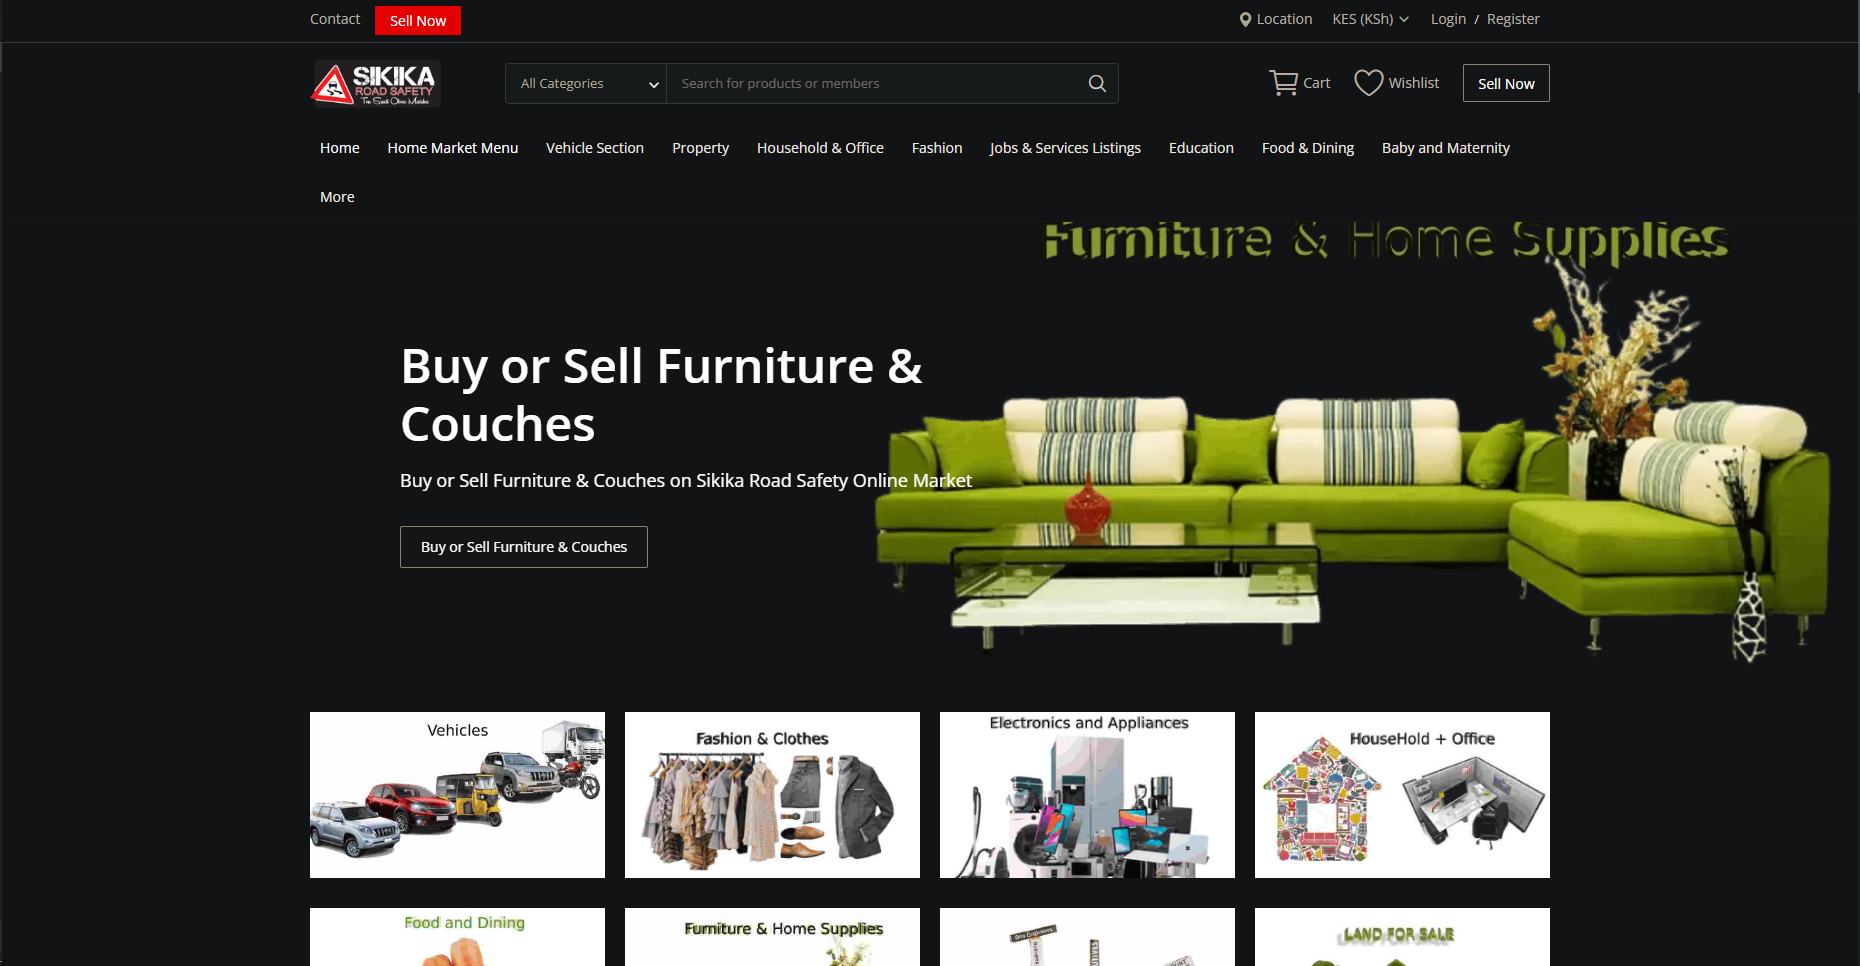 Contact
Sell Now
Location
KES (KSh)
Login / Register
SIKIKA
ROAD SAFETY
All Categories
Search for products or members
Cart
Wishlist
Sell Now
Home
Home Market Menu
Vehicle Section
Property
Household & Office
Fashion
Jobs & Services Listings
Education
Food & Dining
Baby and Maternity
More
Furniture & Home Supplies
Buy or Sell Furniture &
Couches
Buy or Sell Furniture & Couches on Sikika Road Safety Online Market
Buy or Sell Furniture & Couches
Vehicles
Fashion & Clothes
Electronics and Appliances
HouseHold + Office
Food and Dining
Furniture & Home Supplies
LAND FOR SALE